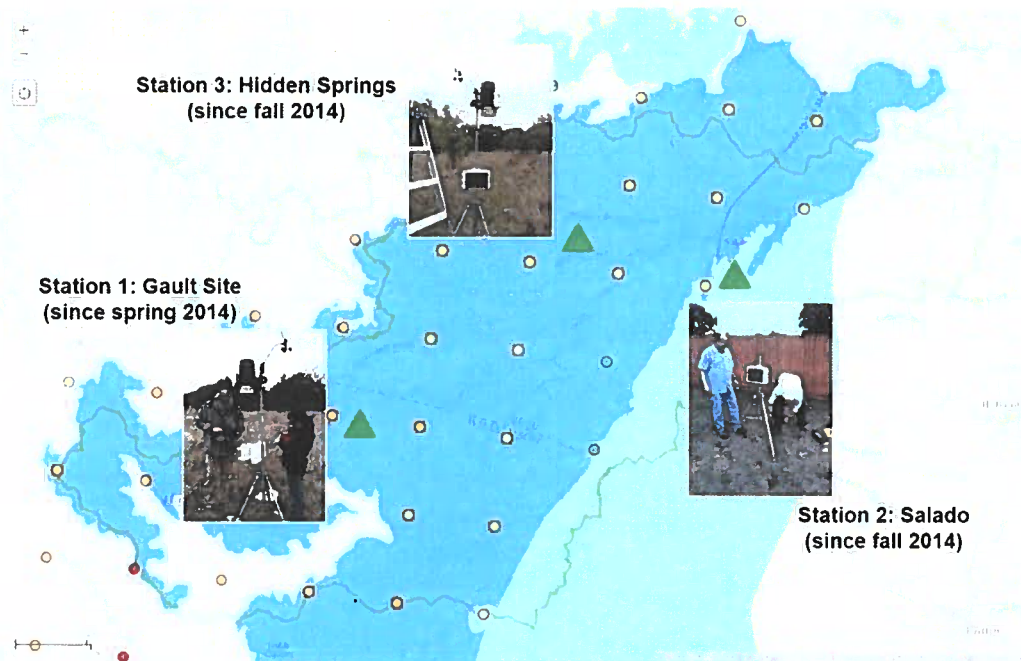 Station 3: Hidden Springs
(since fall 2014)
Station 1: Gault Site
(since spring 2014)
Station 2: Salado
(since fall 2014)